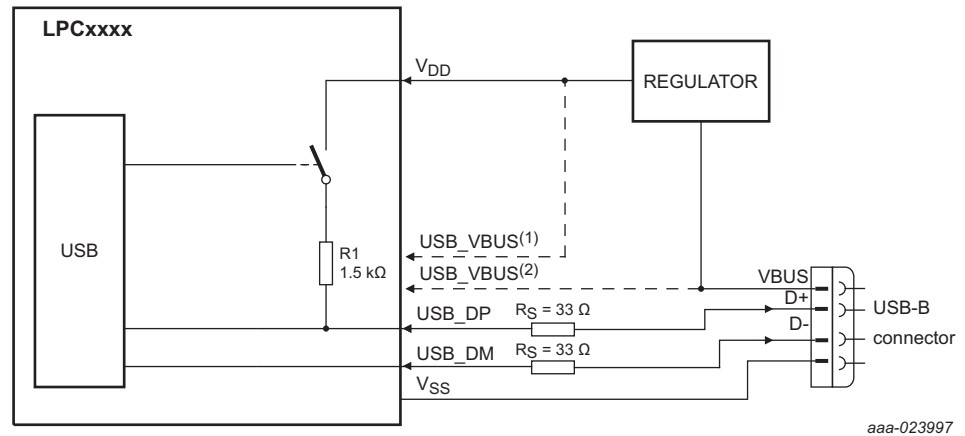 LPCxxxx
VDD
REGULATOR
USB
R1
1.5 kΩ
USB_VBUS(1)
USB_VBUS(2)
VBUS
USB_DP
RS = 33 Ω
D+
USB-B
D-
connector
USB_DM
RS = 33 Ω
VSS
aaa-023997